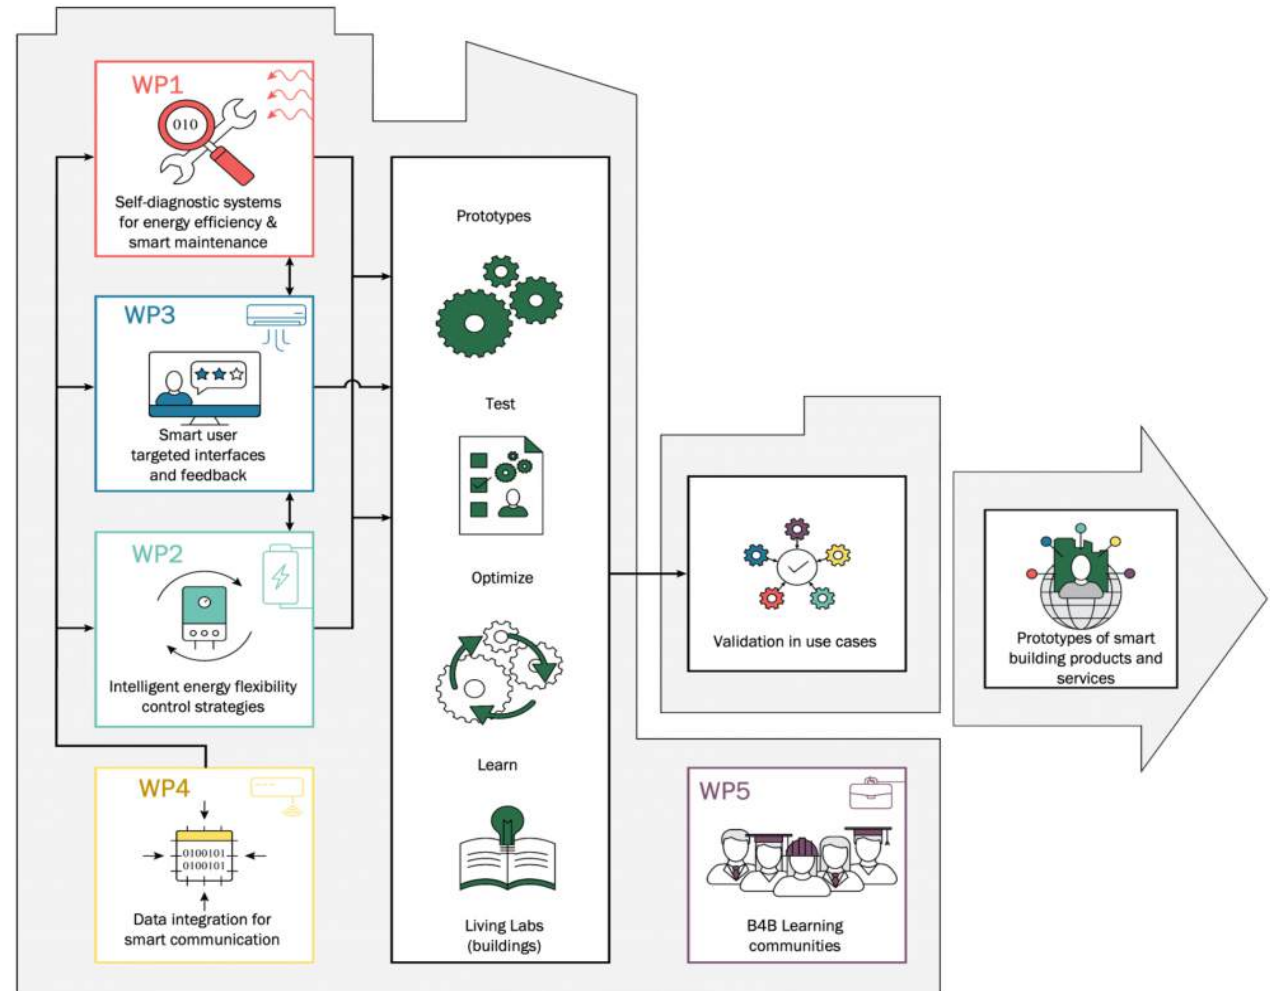 WP1
010
Self-diagnostic systems
for energy efficiency &
smart maintenance
WP3
Smart user
targeted interfaces
and feedback
WP2
Intelligent energy flexibility
control strategies
WP4
0100101
0100101
Data integration for
smart communication
Prototypes
Test
Optimize
Learn
Living Labs
(buildings)
Validation in use cases
WP5
B4B Learning
communities
Prototypes of smart
building products and
services